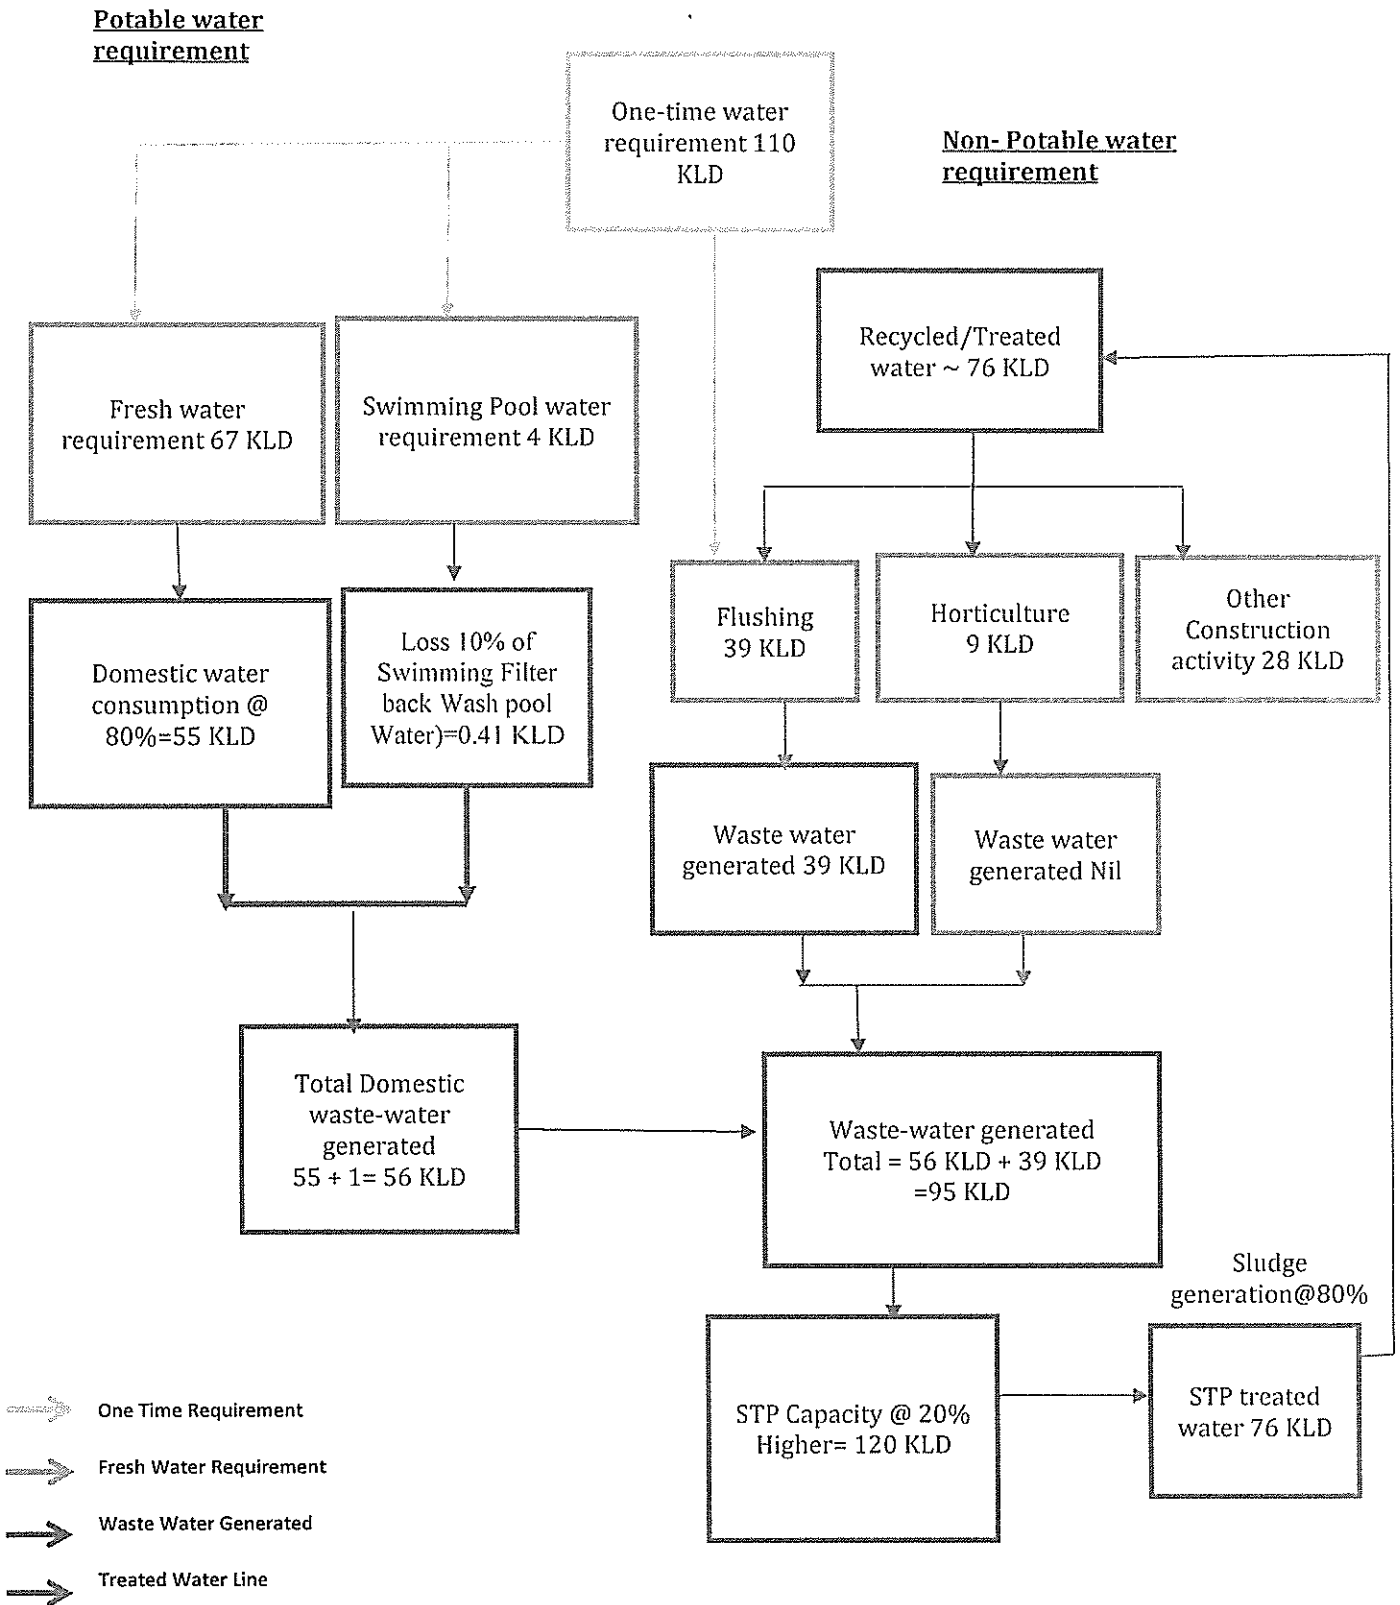 Potable water
requirement
One-time water
requirement 110
KLD
Non- Potable water
requirement
Recycled/Treated
water ~ 76 KLD
Fresh water
requirement 67 KLD
Swimming Pool water
requirement 4 KLD
Flushing
39 KLD
Horticulture
9 KLD
Other
Construction
activity 28 KLD
Domestic water
consumption @
80%=55 KLD
Loss 10% of
Swimming Filter
back Wash pool
Water)=0.41 KLD
Waste water
generated 39 KLD
Waste water
generated Nil
Total Domestic
waste-water
generated
55 + 1= 56 KLD
Waste-water generated
Total = 56 KLD + 39 KLD
=95 KLD
Sludge
generation@80%
STP Capacity @ 20%
Higher= 120 KLD
STP treated
water 76 KLD
One Time Requirement
Fresh Water Requirement
Waste Water Generated
Treated Water Line